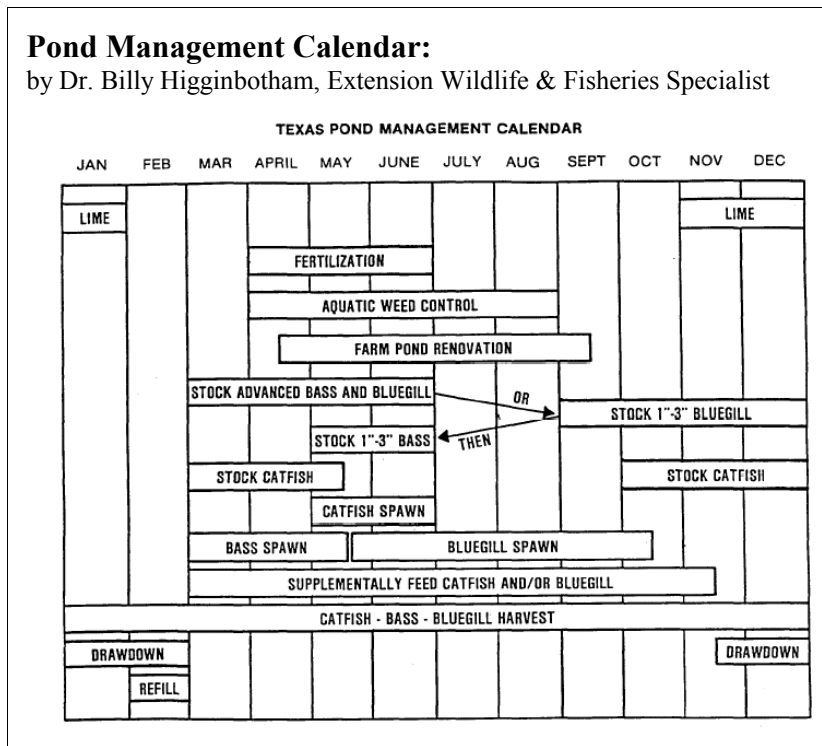 Pond Management Calendar:
by Dr. Billy Higginbotham, Extension Wildlife & Fisheries Specialist
TEXAS POND MANAGEMENT CALENDAR
JAN FEB MAR APRIL MAY JUNE JULY AUG SEPT OCT NOV DEC
LIME LIME
FERTILIZATION
AQUATIC WEED CONTROL
FARM POND RENOVATION
STOCK ADVANCED BASS AND BLUEGILL
OR
STOCK 1"-3" BLUEGILL
STOCK 1"-3" BASS
THEN
STOCK CATFISH STOCK CATFISH
CATFISH SPAWN
BASS SPAWN BLUEGILL SPAWN
SUPPLEMENTALLY FEED CATFISH AND/OR BLUEGILL
CATFISH - BASS - BLUEGILL HARVEST
DRAWDOWN DRAWDOWN
REFILL